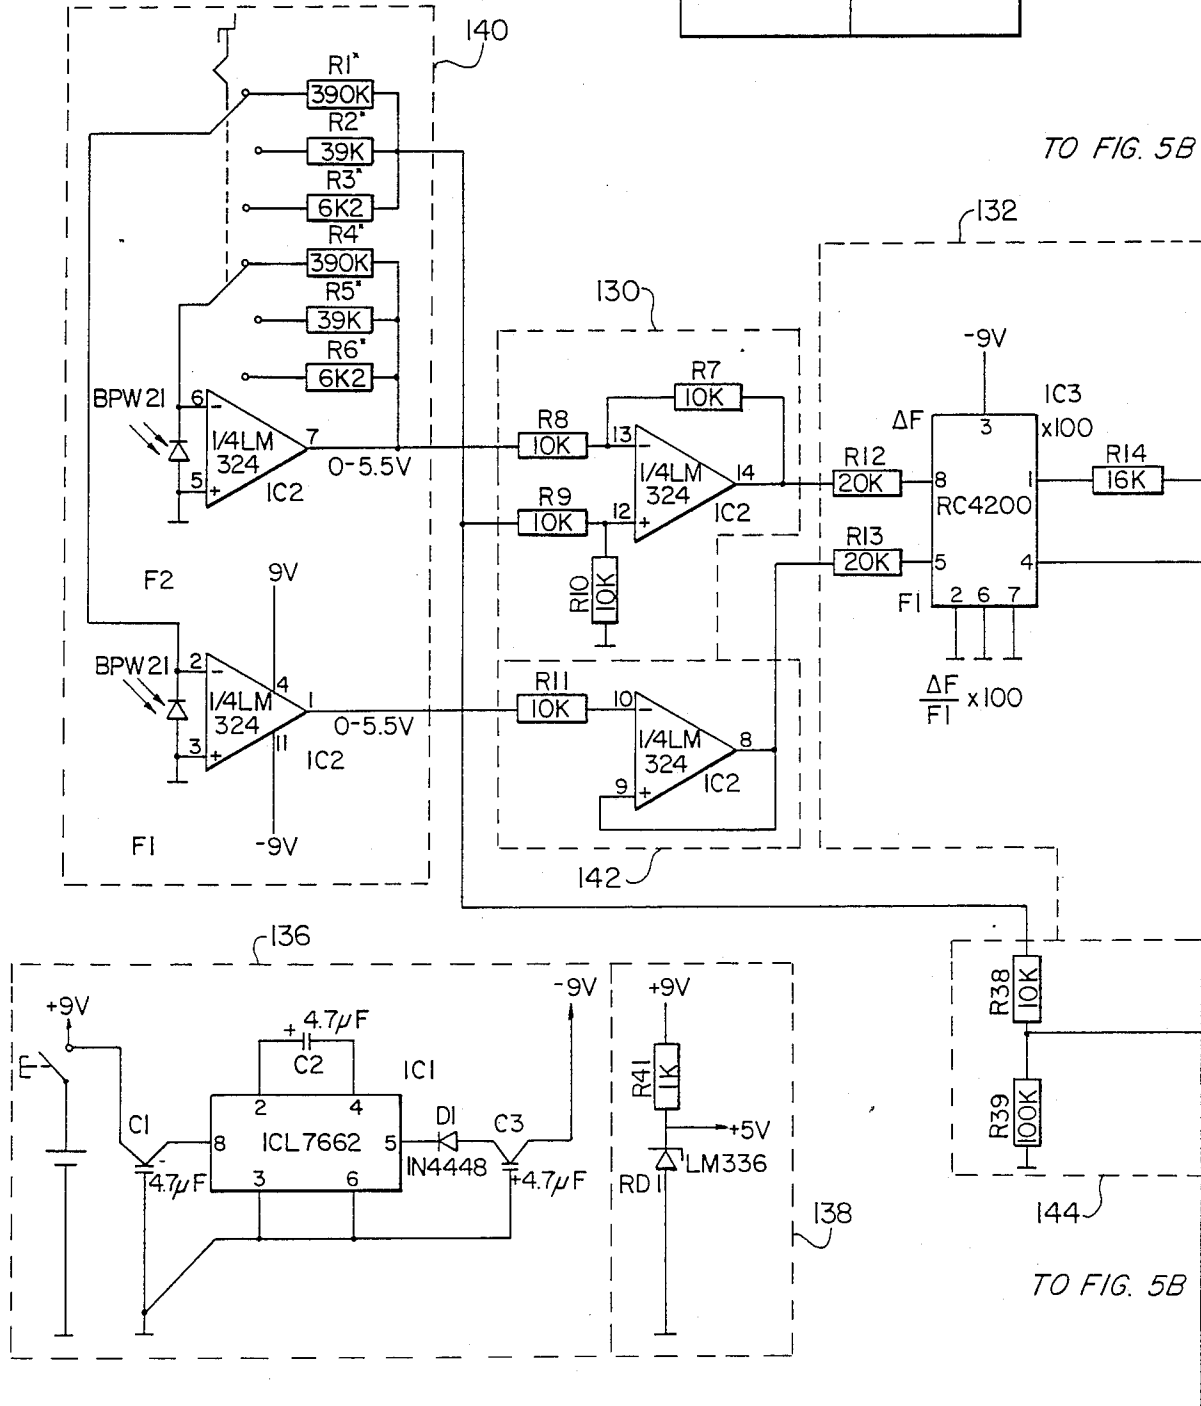 140
R1*
390K
R2*
39K
R3*
6K2
R4*
390K
R5*
39K
R6*
6K2
BPW21
6
-
1/4LM
324
7
5
+
IC2
0-5.5V
F2
9V
BPW21
2
-
4
1/4LM
324
1
3
+
11
IC2
0-5.5V
F1
-9V
TO FIG. 5B
130
R7
10K
R8
10K
13
-
1/4LM
324
14
R9
10K
12
+
IC2
R10
10K
R11
10K
10
-
1/4LM
324
8
9
+
IC2
142
132
-9V
ΔF
3
IC3
x100
R12
20K
8
1
R14
16K
RC4200
R13
20K
5
4
F1
2 6 7
ΔF
F1
x100
136
+9V
C1
-
4.7μF
+ 4.7μF
C2
IC1
2
4
8
ICL7662
5
3
6
D1
1N4448
C3
+4.7μF
-9V
+9V
R41
1K
+5V
LM336
RD1
138
R38
10K
R39
100K
144
TO FIG. 5B